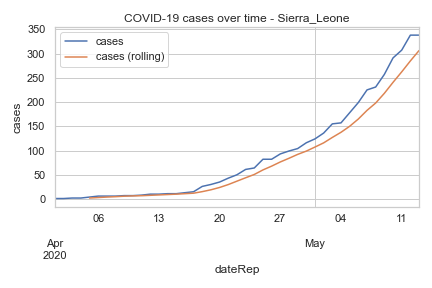 COVID-19 cases over time - Sierra_Leone
cases
cases (rolling)
350
300
250
200
150
100
50
0
cases
06 13 20 27 04 11
Apr May
2020
dateRep